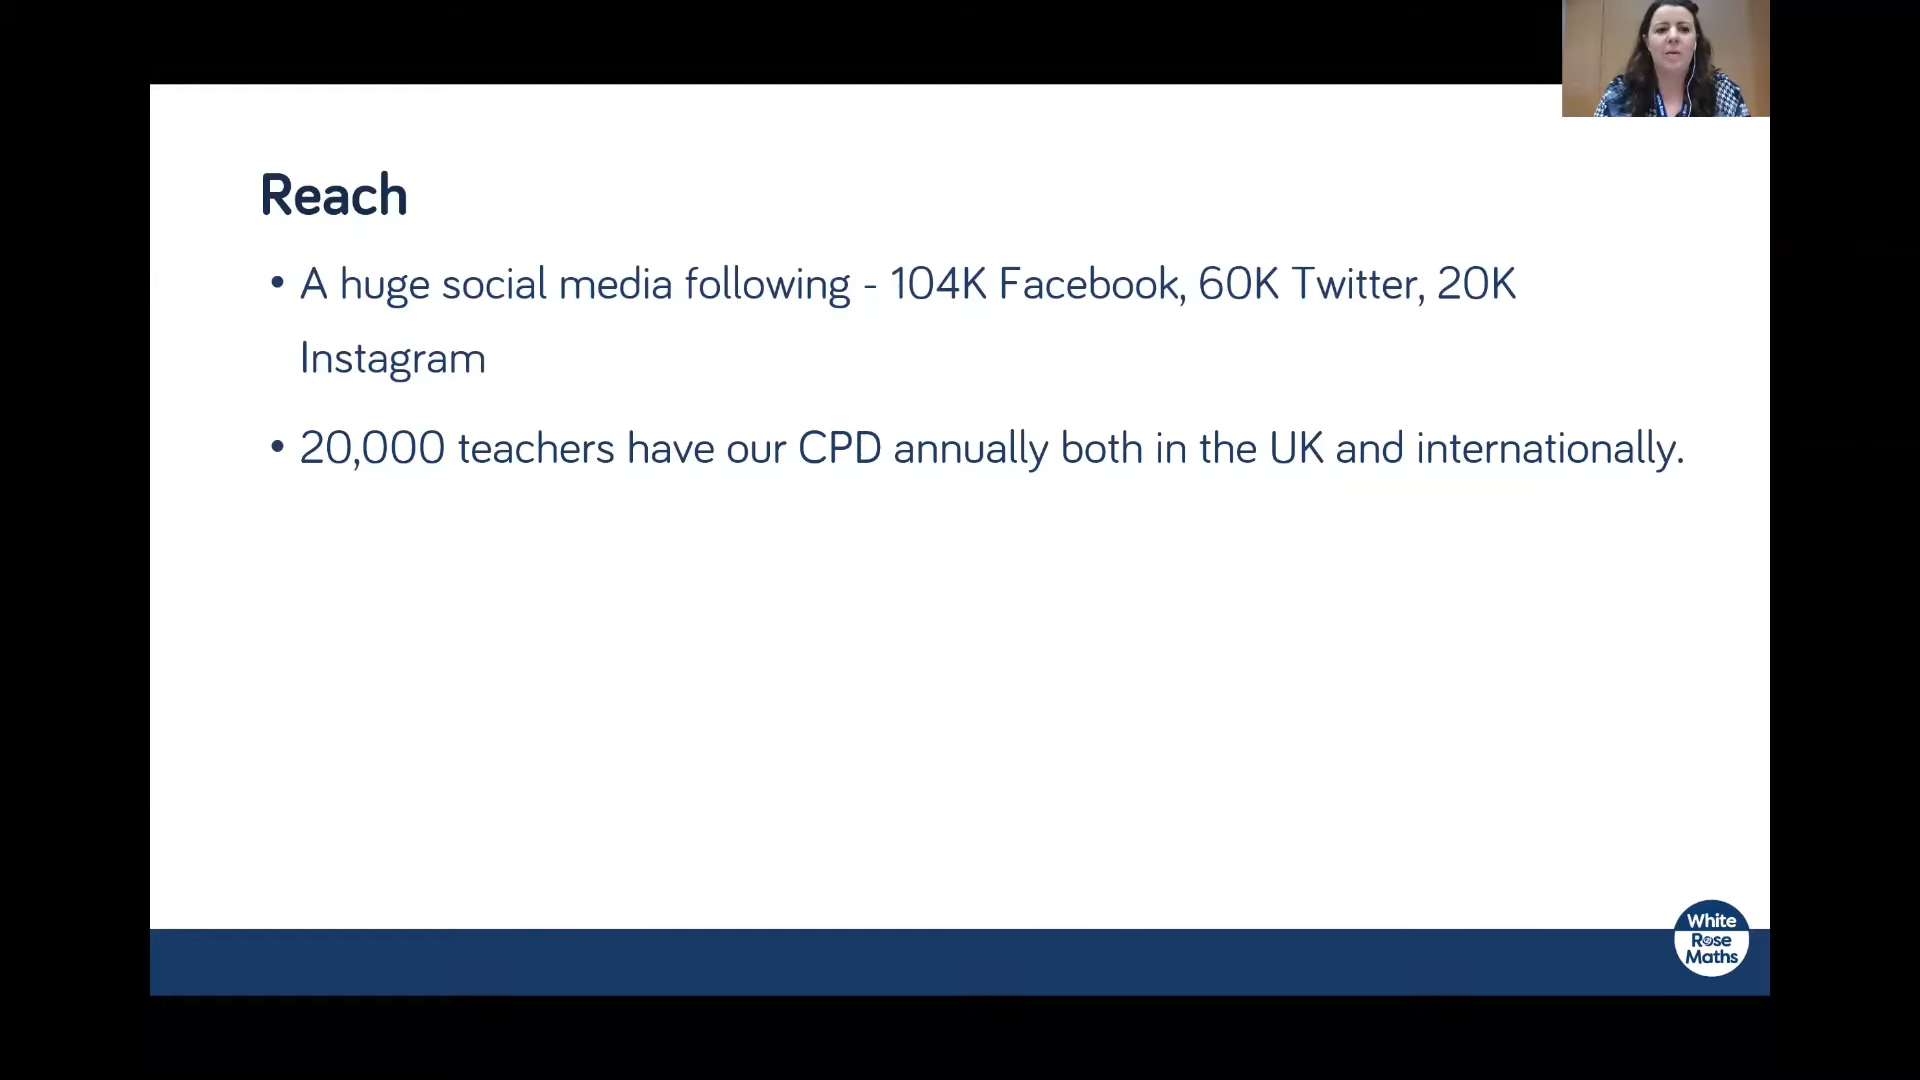 Reach
• A huge social media following - 104K Facebook, 60K Twitter, 20K
Instagram
• 20,000 teachers have our CPD annually both in the UK and internationally.
White
Rose
Maths